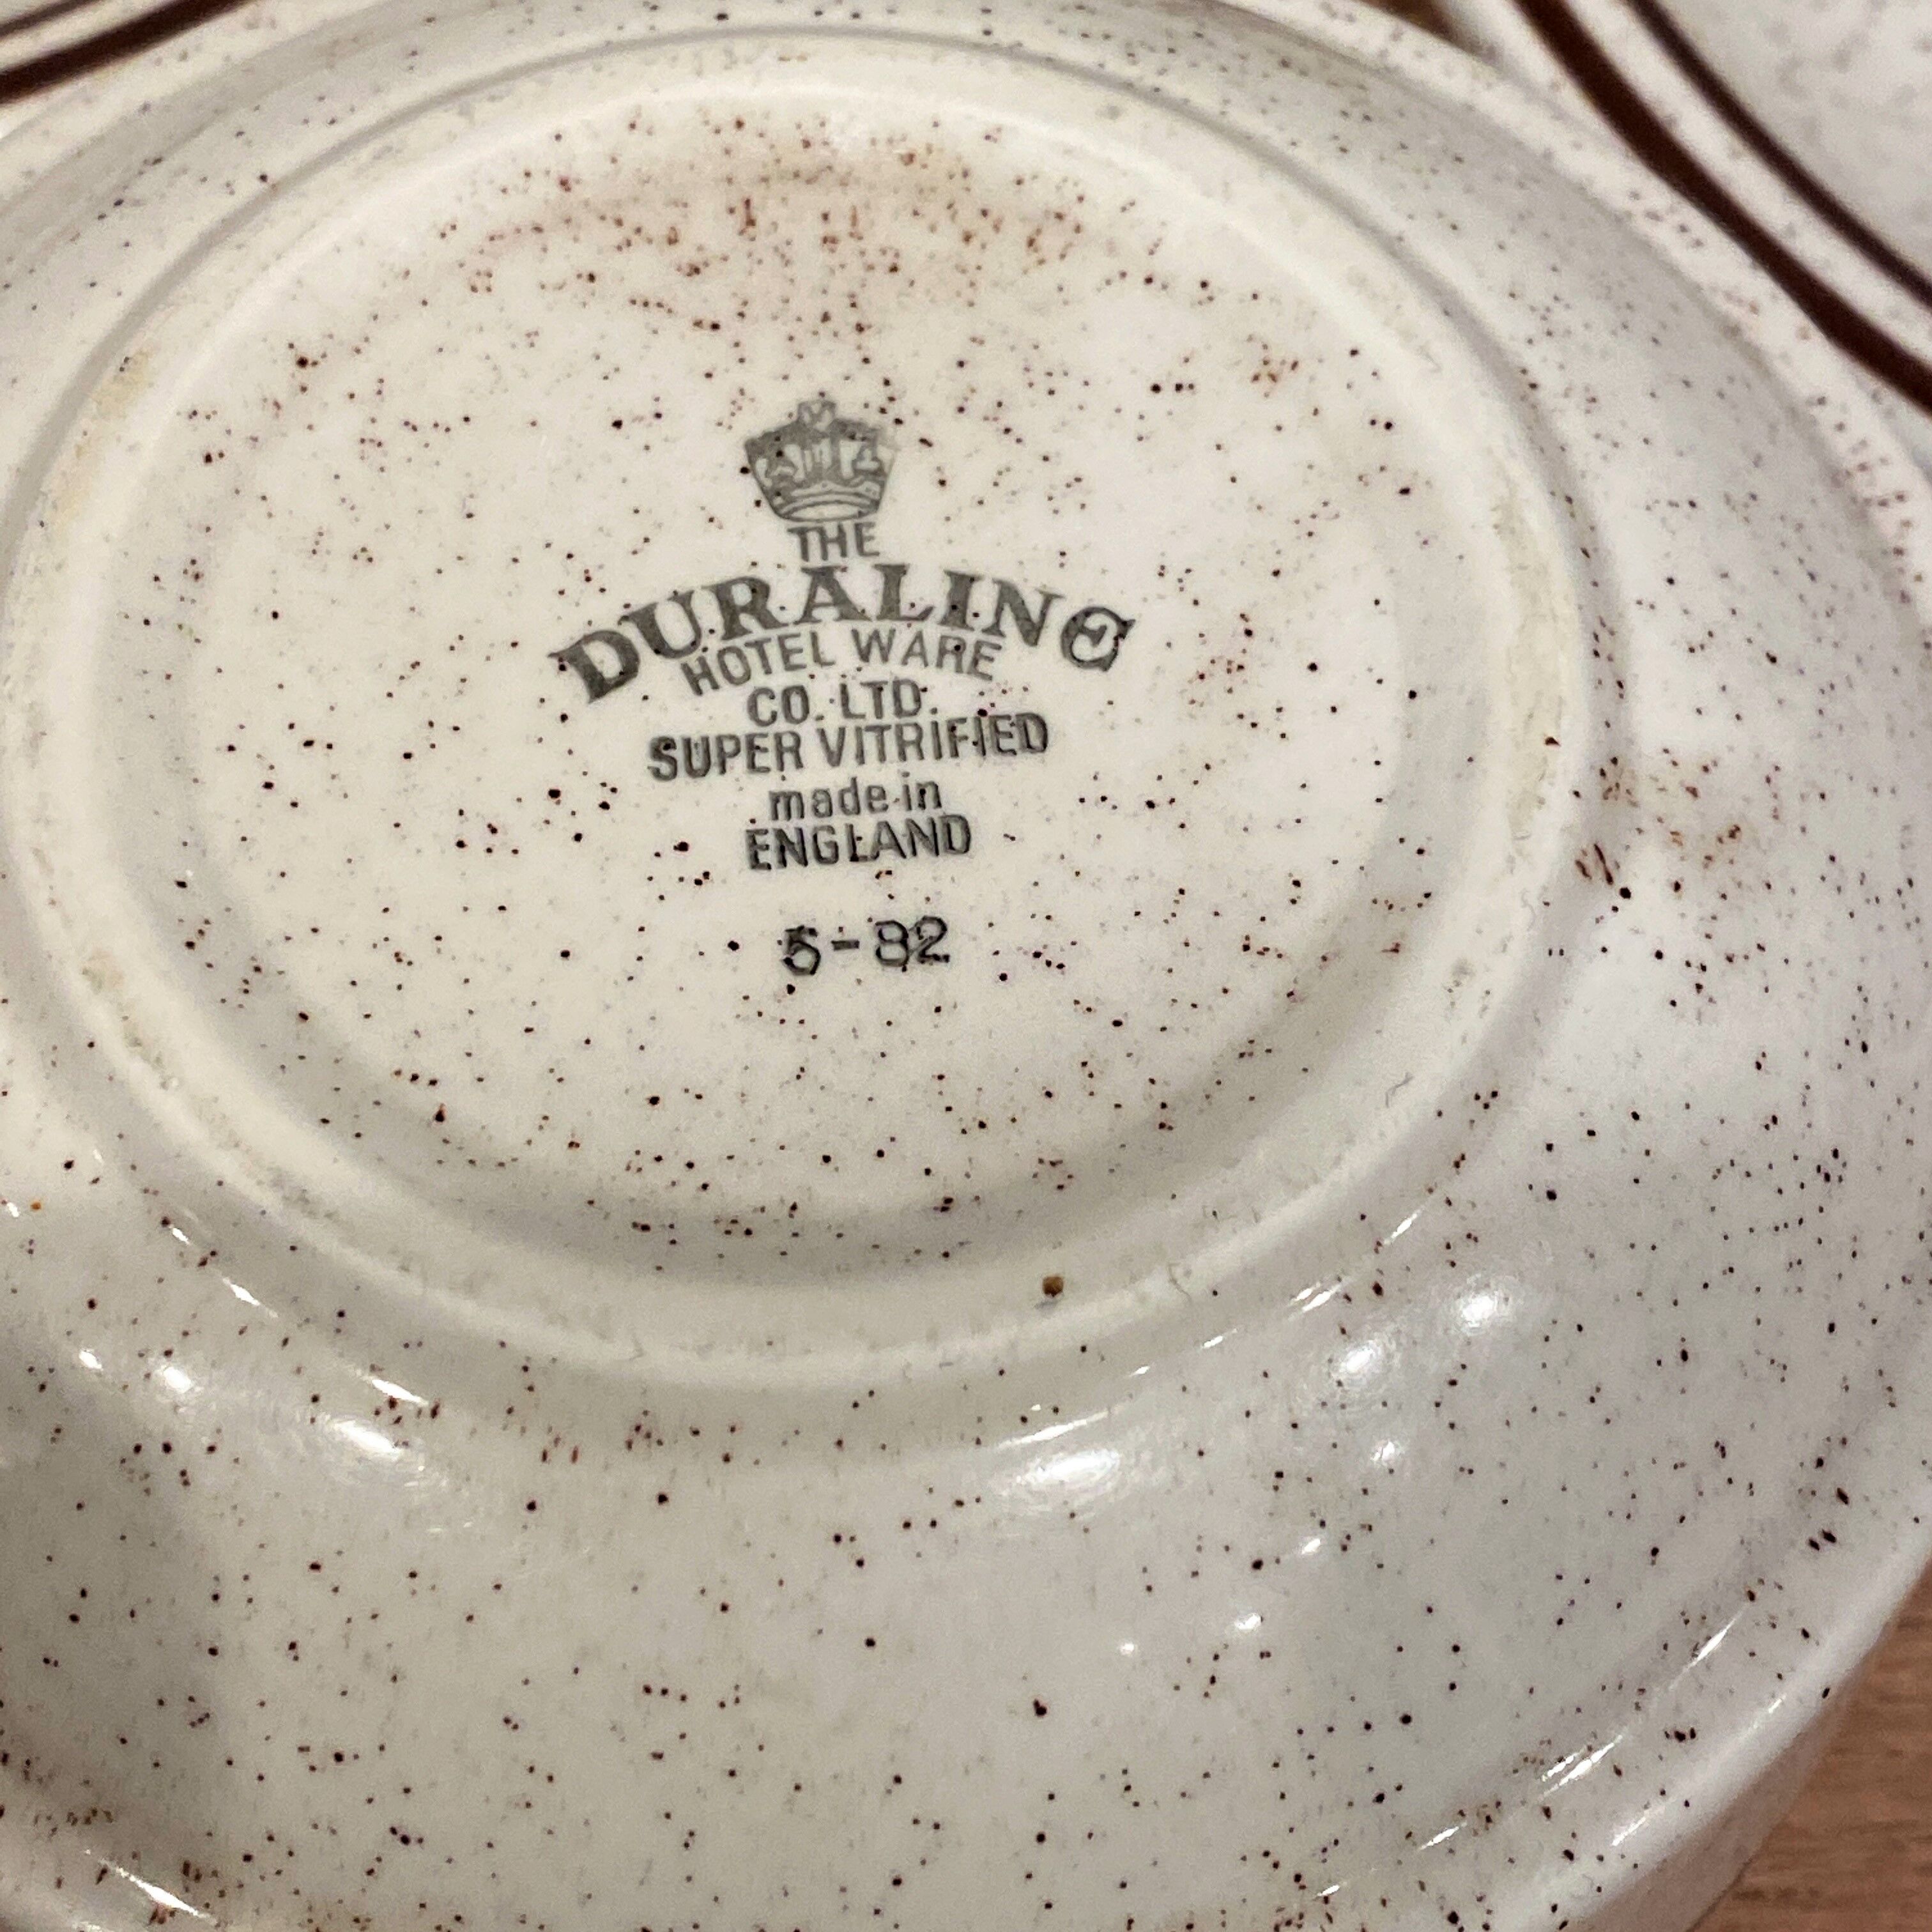 THE
DURALINE
HOTEL WARE
CO. LTD.
SUPER VITRIFIED
made in
ENGLAND
5-82